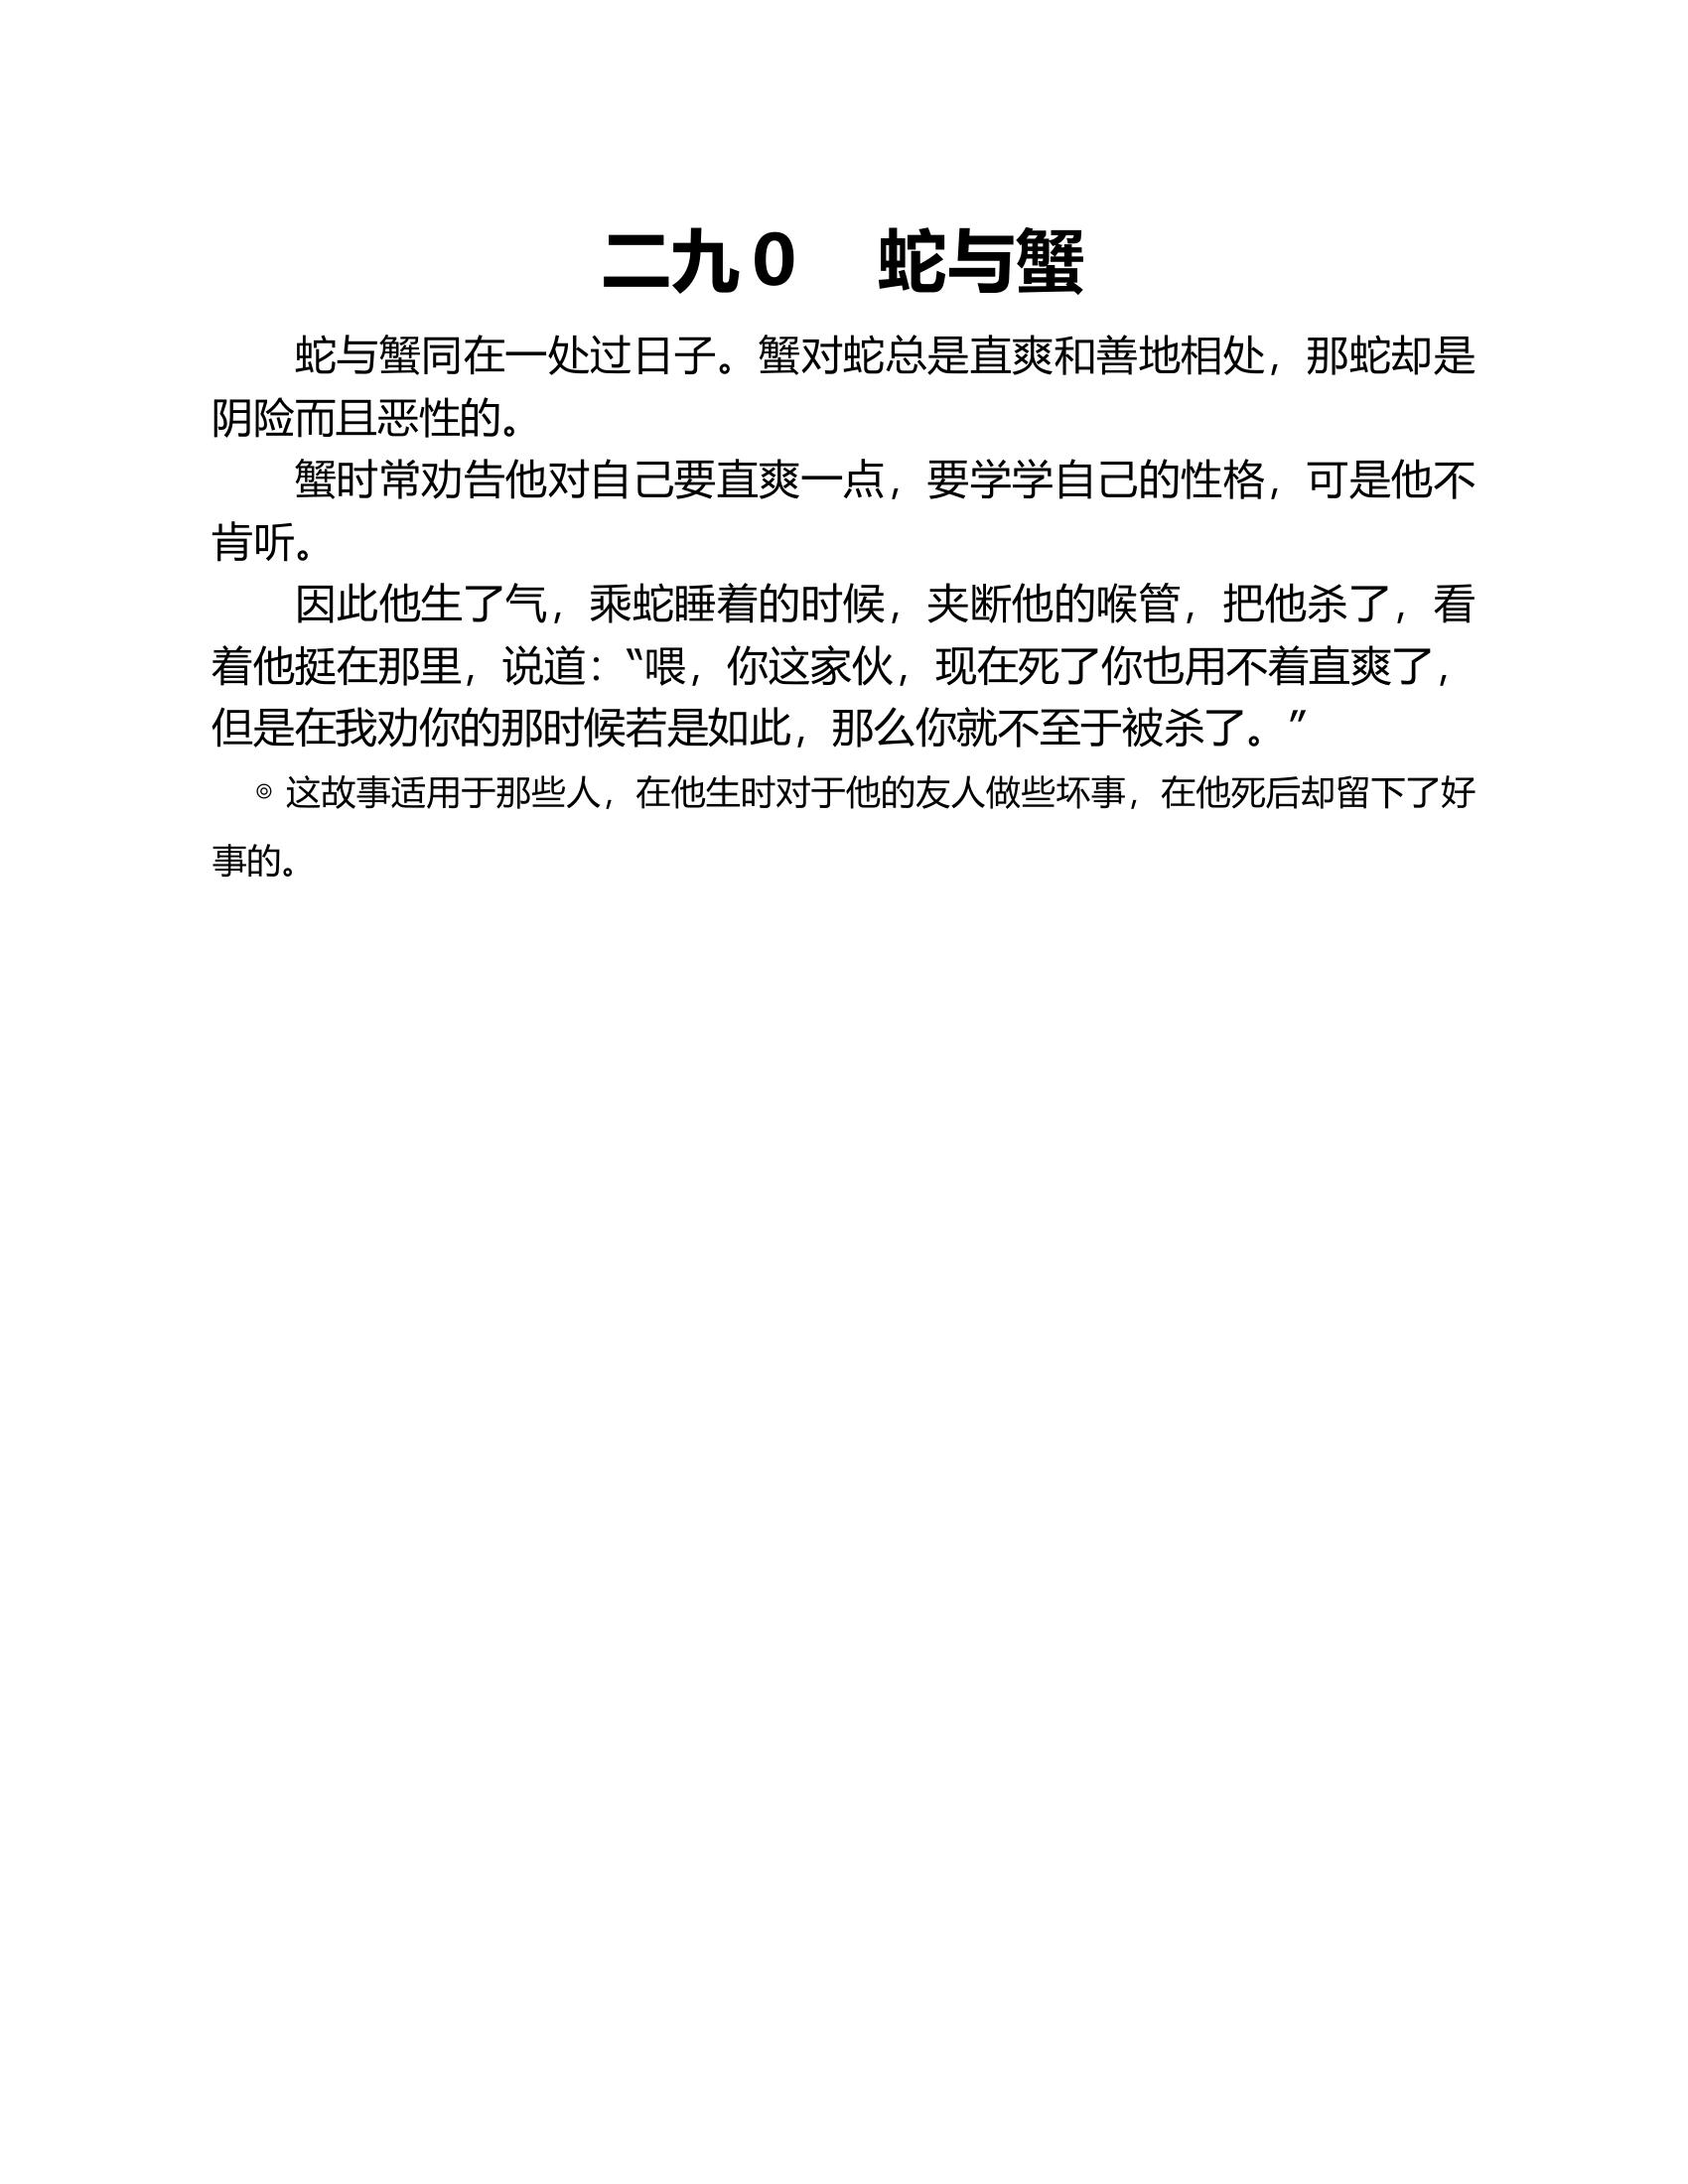 二九０　蛇与蟹
蛇与蟹同在一处过日子。蟹对蛇总是直爽和善地相处，那蛇却是
阴险而且恶性的。
蟹时常劝告他对自己要直爽一点，要学学自己的性格，可是他不
肯听。
因此他生了气，乘蛇睡着的时候，夹断他的喉管，把他杀了，看
着他挺在那里，说道：“喂，你这家伙，现在死了你也用不着直爽了，
但是在我劝你的那时候若是如此，那么你就不至于被杀了。”
◎ 这故事适用于那些人，在他生时对于他的友人做些坏事，在他死后却留下了好
事的。